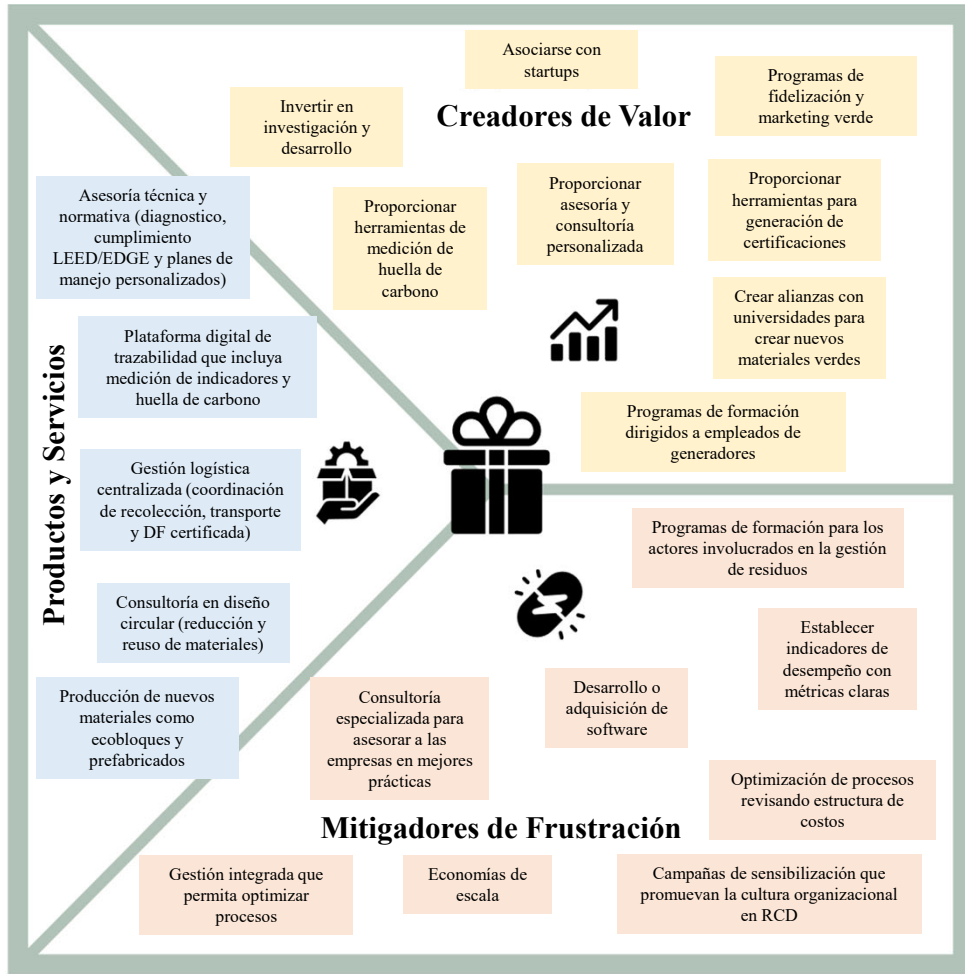 Asociarse con
startups
Programas de
fidelización y
marketing verde
Invertir en
investigación y
desarrollo
Creadores de Valor
Proporcionar
herramientas de
medición de
huella de
carbono
Proporcionar
asesoría y
consultoría
personalizada
Proporcionar
herramientas para
generación de
certificaciones
Crear alianzas con
universidades para
crear nuevos
materiales verdes
Programas de formación
dirigidos a empleados de
generadores
Productos y Servicios
Asesoría técnica y
normativa (diagnostico,
cumplimiento
LEED/EDGE y planes de
manejo personalizados)
Plataforma digital de
trazabilidad que incluya
medición de indicadores y
huella de carbono
Gestión logística
centralizada (coordinación
de recolección, transporte
y DF certificada)
Consultoría en diseño
circular (reducción y
reuso de materiales)
Producción de nuevos
materiales como
ecobloques y
prefabricados
Programas de formación para los
actores involucrados en la gestión
de residuos
Establecer
indicadores de
desempeño con
métricas claras
Desarrollo o
adquisición de
software
Consultoría
especializada para
asesorar a las
empresas en mejores
prácticas
Optimización de procesos
revisando estructura de
costos
Mitigadores de Frustración
Gestión integrada que
permita optimizar
procesos
Economías de
escala
Campañas de sensibilización que
promuevan la cultura organizacional
en RCD